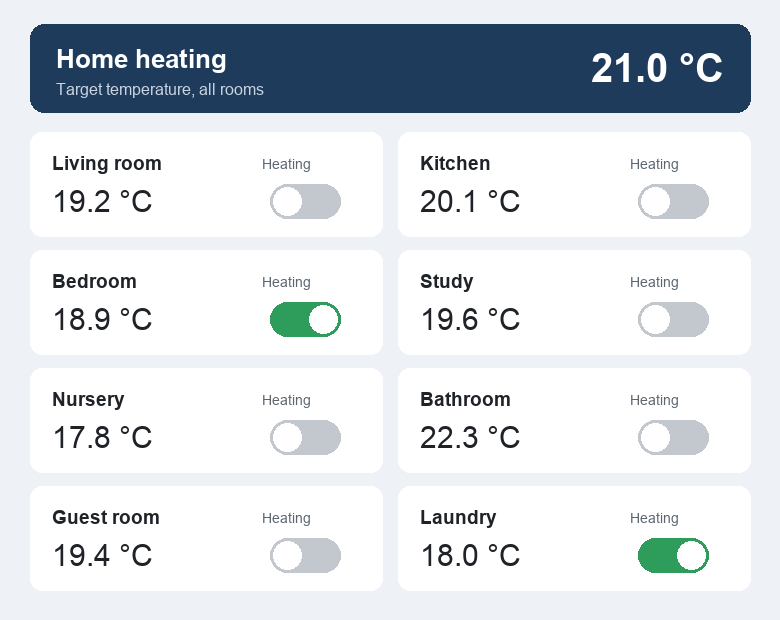 Home heating
Target temperature, all rooms
21.0 °C
Living room
Heating
19.2 °C
Kitchen
Heating
20.1 °C
Bedroom
Heating
18.9 °C
Study
Heating
19.6 °C
Nursery
Heating
17.8 °C
Bathroom
Heating
22.3 °C
Guest room
Heating
19.4 °C
Laundry
Heating
18.0 °C